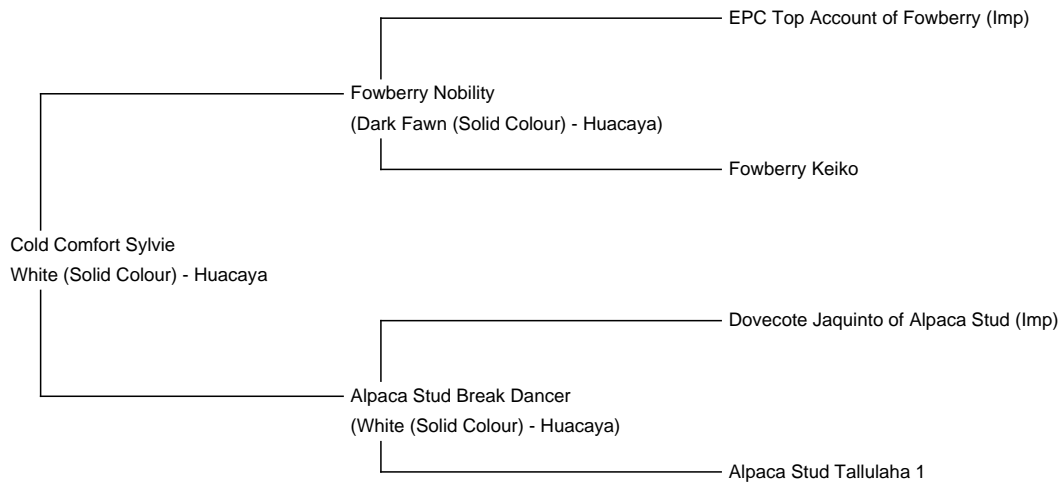 EPC Top Account of Fowberry (Imp)
Fowberry Nobility
(Dark Fawn (Solid Colour) - Huacaya)
Fowberry Keiko
Cold Comfort Sylvie
White (Solid Colour) - Huacaya
Dovecote Jaquinto of Alpaca Stud (Imp)
Alpaca Stud Break Dancer
(White (Solid Colour) - Huacaya)
Alpaca Stud Tallulaha 1